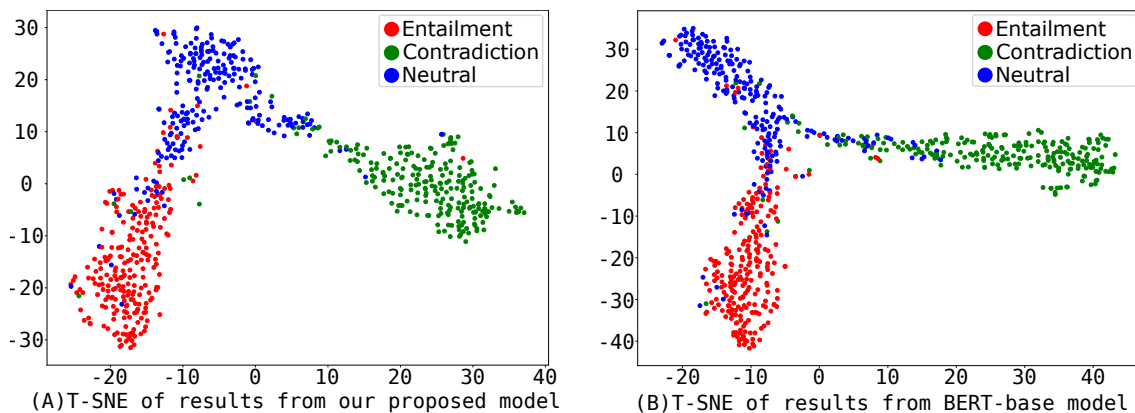 Entailment
Contradiction
Neutral
30
20
10
0
-10
-20
-30
-20 -10 0 10 20 30 40
(A)T-SNE of results from our proposed model
Entailment
Contradiction
Neutral
30
20
10
0
-10
-20
-30
-40
-20 -10 0 10 20 30 40
(B)T-SNE of results from BERT-base model